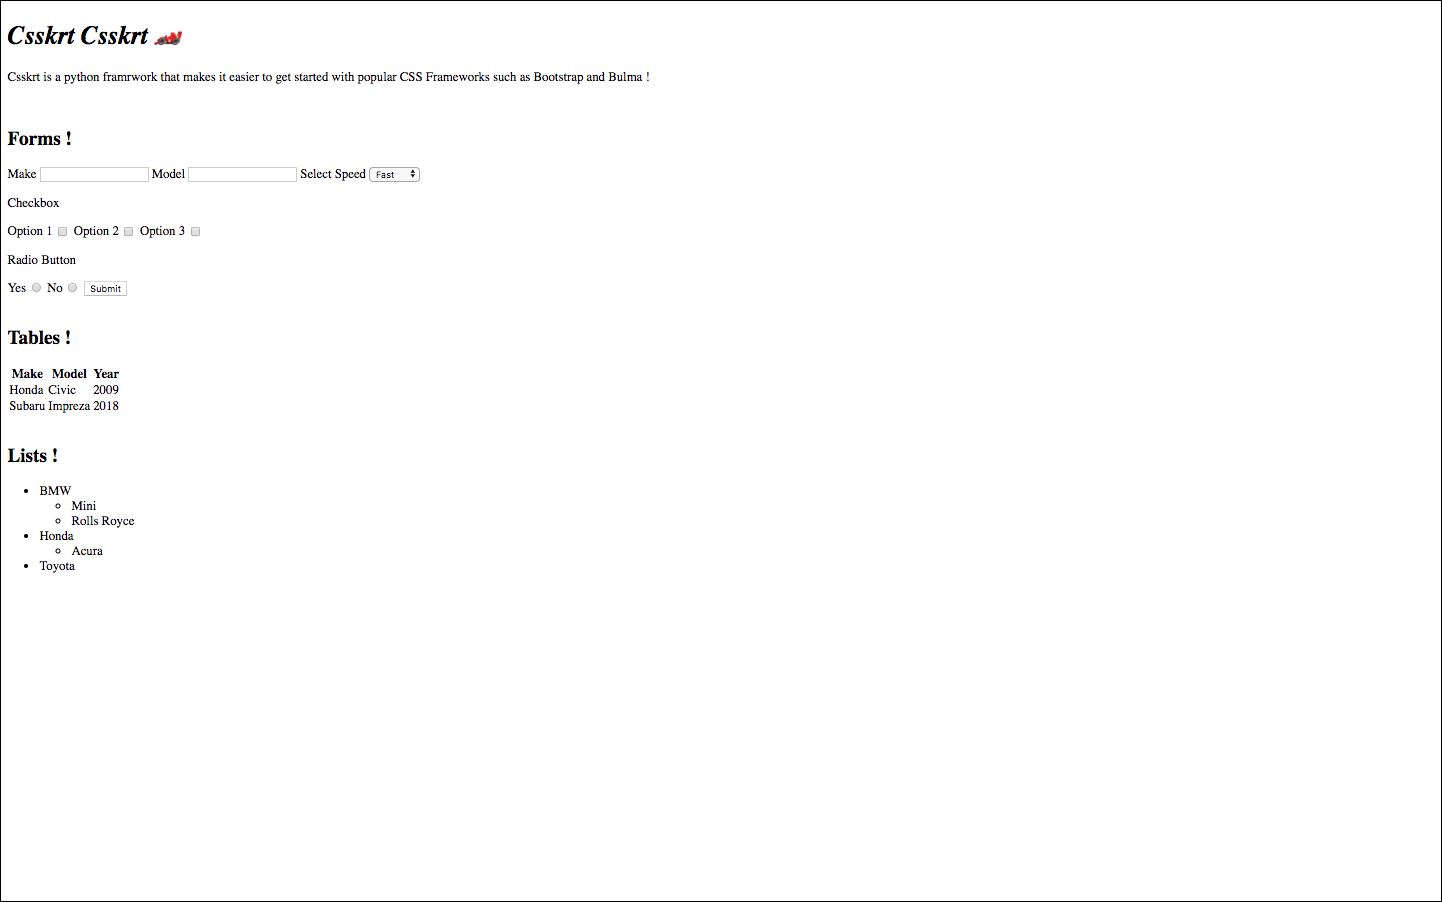 Csskrt Csskrt 🏎
Csskrt is a python framrwork that makes it easier to get started with popular CSS Frameworks such as Bootstrap and Bulma !
Forms !
Make Model Select Speed Fast
Checkbox
Option 1 Option 2 Option 3
Radio Button
Yes No Submit
Tables !
Make Model Year
Honda Civic 2009
Subaru Impreza 2018
Lists !
BMW
Mini
Rolls Royce
Honda
Acura
Toyota